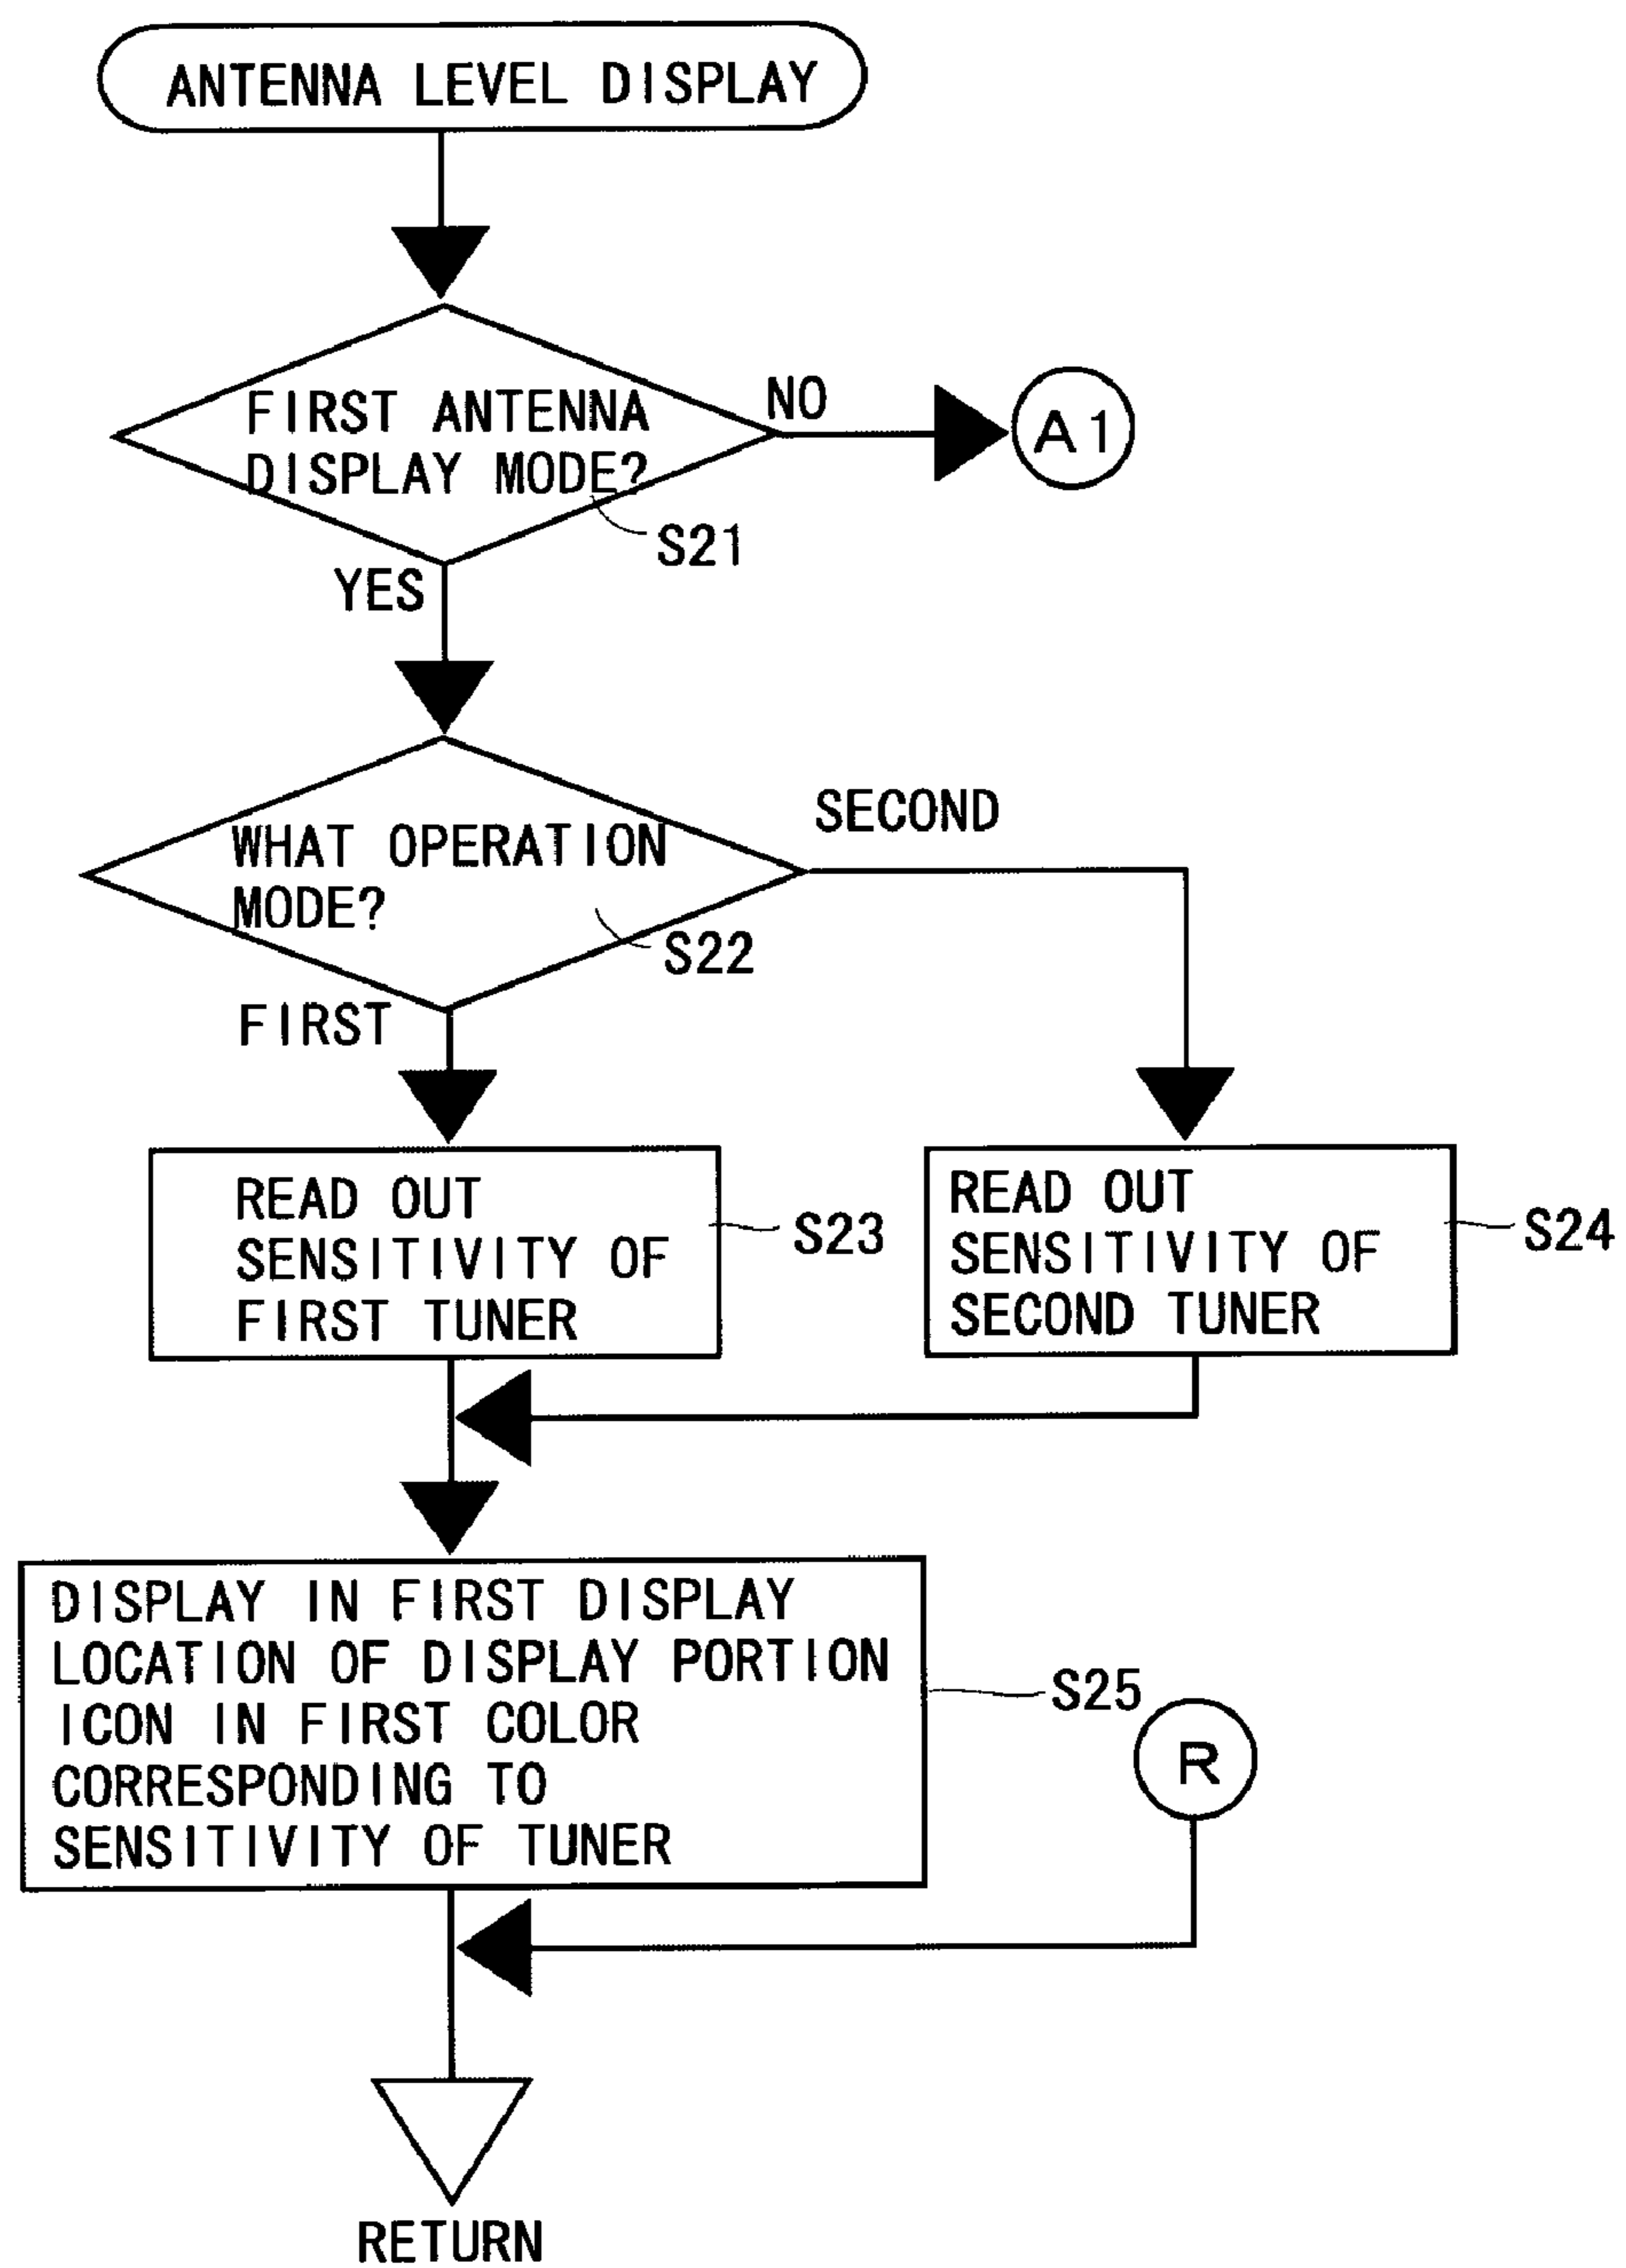 ANTENNA LEVEL DISPLAY
FIRST ANTENNA
DISPLAY MODE?
NO
A1
S21
YES
WHAT OPERATION
MODE?
SECOND
S22
FIRST
READ OUT
SENSITIVITY OF
FIRST TUNER
S23
READ OUT
SENSITIVITY OF
SECOND TUNER
S24
DISPLAY IN FIRST DISPLAY
LOCATION OF DISPLAY PORTION
ICON IN FIRST COLOR
CORRESPONDING TO
SENSITIVITY OF TUNER
S25
R
RETURN